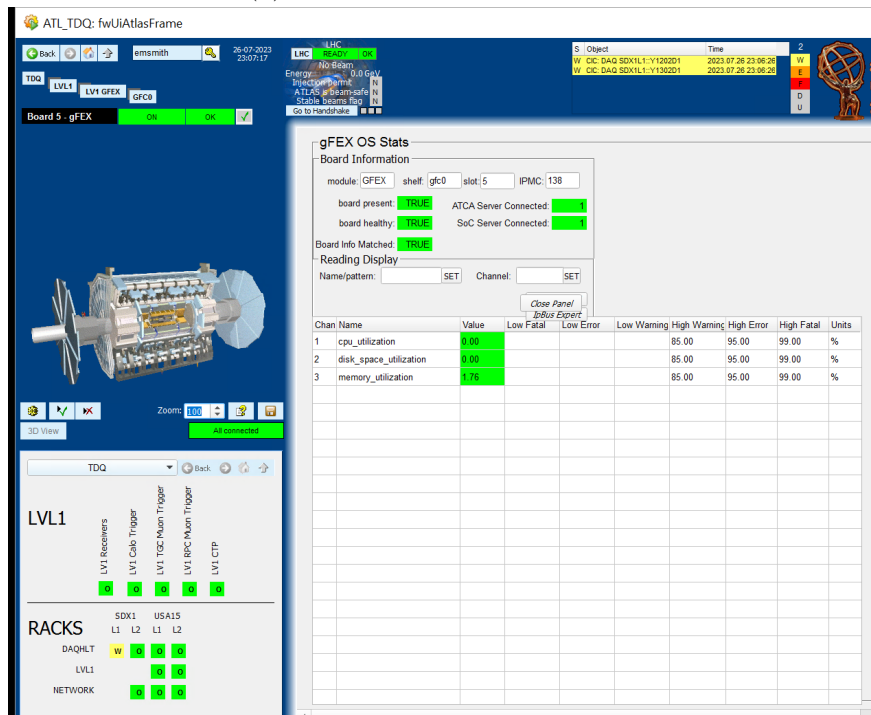 ATL_TDQ: fwUiAtlasFrame
Back emsmith 26-07-2023 23:07:17
TDQ LVL1 LV1 GFEX GFC0
Board 5 - gFEX ON OK
LHC
LHC READY OK
No Beam
Energy 0.0 GeV
Injection permit N
ATLAS is beam-safe N
Stable beams flag N
Go to Handshake
S Object Time
W CIC: DAQ SDX1L1::Y1202D1 2023.07.26 23:06:26
W CIC: DAQ SDX1L1::Y1302D1 2023.07.26 23:06:26
2
W
E
F
D
U
gFEX OS Stats
Board Information
module: GFEX shelf: gfc0 slot: 5 IPMC: 138
board present: TRUE ATCA Server Connected: 1
board healthy: TRUE SoC Server Connected: 1
Board Info Matched: TRUE
Reading Display
Name/pattern: SET Channel: SET
Close Panel
IpBus Expert
Chan Name Value Low Fatal Low Error Low Warning High Warning High Error High Fatal Units
1 cpu_utilization 0.00 85.00 95.00 99.00 %
2 disk_space_utilization 0.00 85.00 95.00 99.00 %
3 memory_utilization 1.76 85.00 95.00 99.00 %
Zoom: 100
3D View All connected
TDQ Back
LVL1
LV1 Receivers
LV1 Calo Trigger
LV1 TGC Muon Trigger
LV1 RPC Muon Trigger
LV1 CTP
O O O O O
SDX1 USA15
RACKS L1 L2 L1 L2
DAQHLT W O O O
LVL1 O O
NETWORK O O O